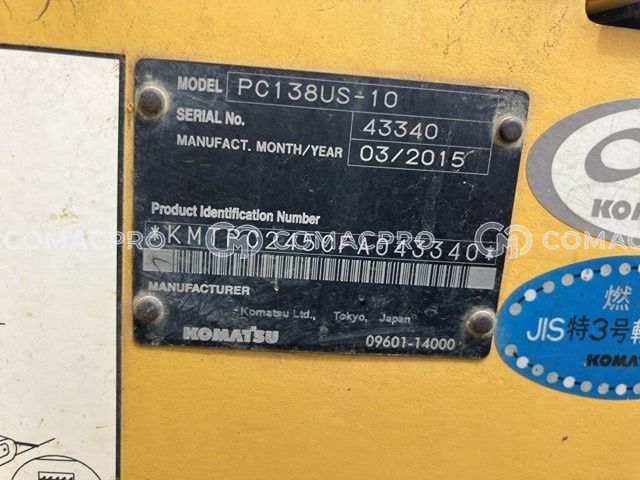 MODEL PC138US-10
SERIAL No. 43340
MANUFACT. MONTH/YEAR 03/2015
Product Identification Number
COMACPRO COMACPRO COMACPRO
MANUFACTURER
Komatsu Ltd., Tokyo, Japan
KOMATSU 09601-14000
燃
JIS特3号